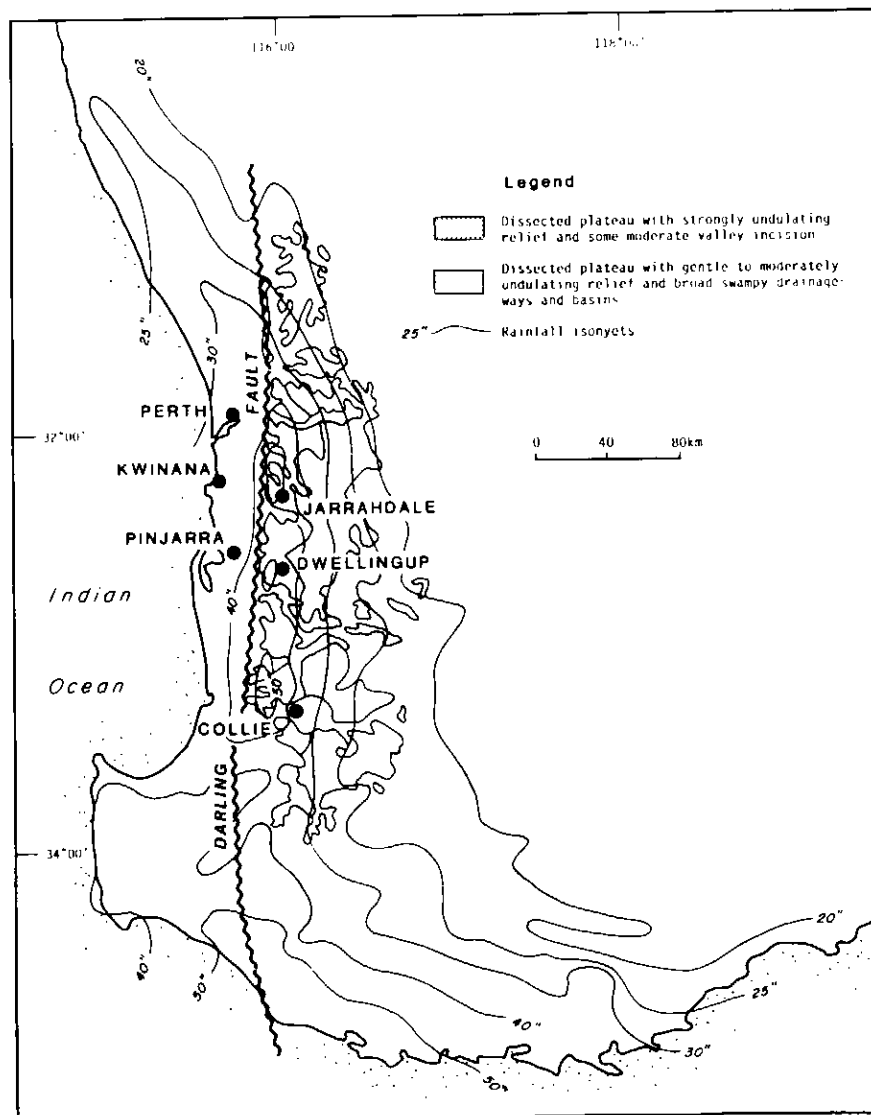 116°00
118°00'
20"
Legend
Dissected plateau with strongly undulating
relief and some moderate valley incision
Dissected plateau with gentle to moderately
undulating relief and broad swampy drainage-
ways and basins
25" Rainfall isohyets
25"
30"
FAULT
PERTH
32°00'
0 40 80km
KWINANA
JARRAHDALE
PINJARRA
DWELLINGUP
Indian
40"
Ocean
50
COLLIE
DARLING
34°00'
20"
40"
50"
25"
40"
30"
50"